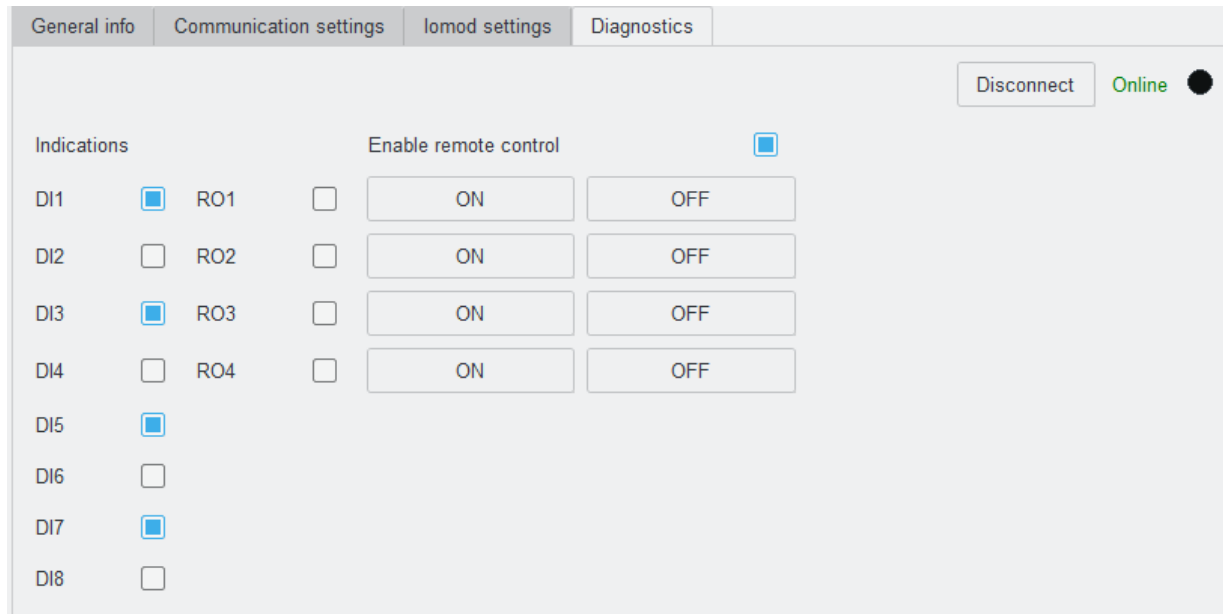 General info Communication settings Iomod settings Diagnostics
Disconnect Online
Indications Enable remote control
DI1 RO1 ON OFF
DI2 RO2 ON OFF
DI3 RO3 ON OFF
DI4 RO4 ON OFF
DI5
DI6
DI7
DI8